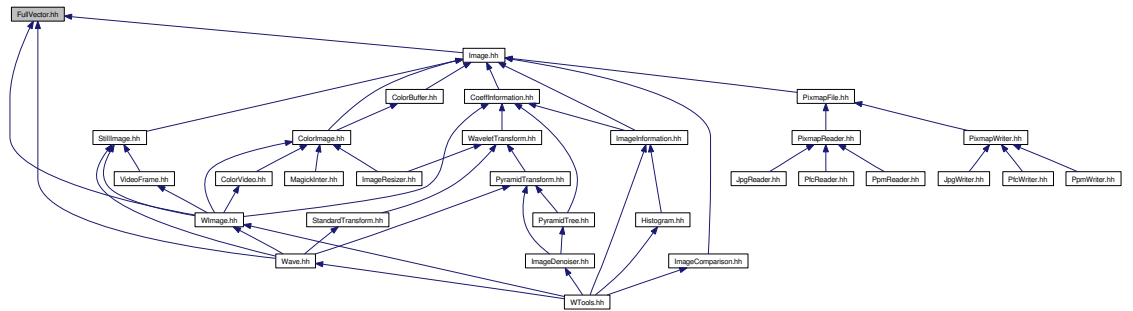 FullVector.hh
Image.hh
ColorBuffer.hh
CoeffInformation.hh
PixmapFile.hh
StillImage.hh
ColorImage.hh
WaveletTransform.hh
ImageInformation.hh
PixmapReader.hh
PixmapWriter.hh
VideoFrame.hh
ColorVideo.hh
MagickInter.hh
ImageResizer.hh
PyramidTransform.hh
JpgReader.hh
PfcReader.hh
PpmReader.hh
JpgWriter.hh
PfcWriter.hh
PpmWriter.hh
WImage.hh
StandardTransform.hh
PyramidTree.hh
Histogram.hh
Wave.hh
ImageDenoiser.hh
ImageComparison.hh
WTools.hh